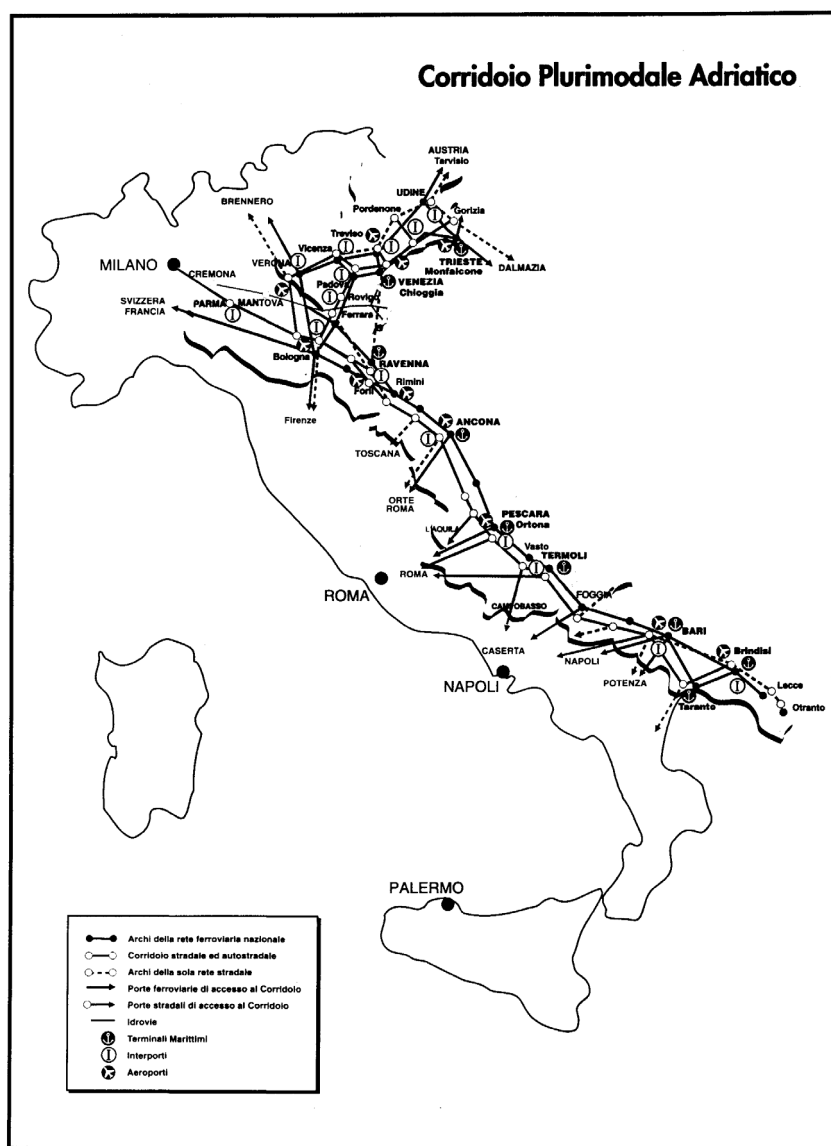 Corridoio Plurimodale Adriatico
AUSTRIA
Tarvisio
UDINE
BRENNERO
Pordenone
Gorizia
Treviso
Vicenza
TRIESTE
Monfalcone
DALMAZIA
MILANO
VERONA
CREMONA
Padova
VENEZIA
Chioggia
SVIZZERA
FRANCIA
PARMA
MANTOVA
Rovigo
Ferrara
Bologna
RAVENNA
Forlì
Rimini
Firenze
ANCONA
TOSCANA
ORTE
ROMA
PESCARA
Ortona
L'AQUILA
Vasto
TERMOLI
ROMA
ROMA
FOGGIA
CAMPOBASSO
BARI
CASERTA
NAPOLI
Brindisi
NAPOLI
POTENZA
Lecce
Taranto
Otranto
PALERMO
Archi della rete ferroviaria nazionale
Corridoio stradale ed autostradale
Archi della sola rete stradale
Porte ferroviarie di accesso al Corridoio
Porte stradali di accesso al Corridoio
Idrovie
Terminali Marittimi
Interporti
Aeroporti